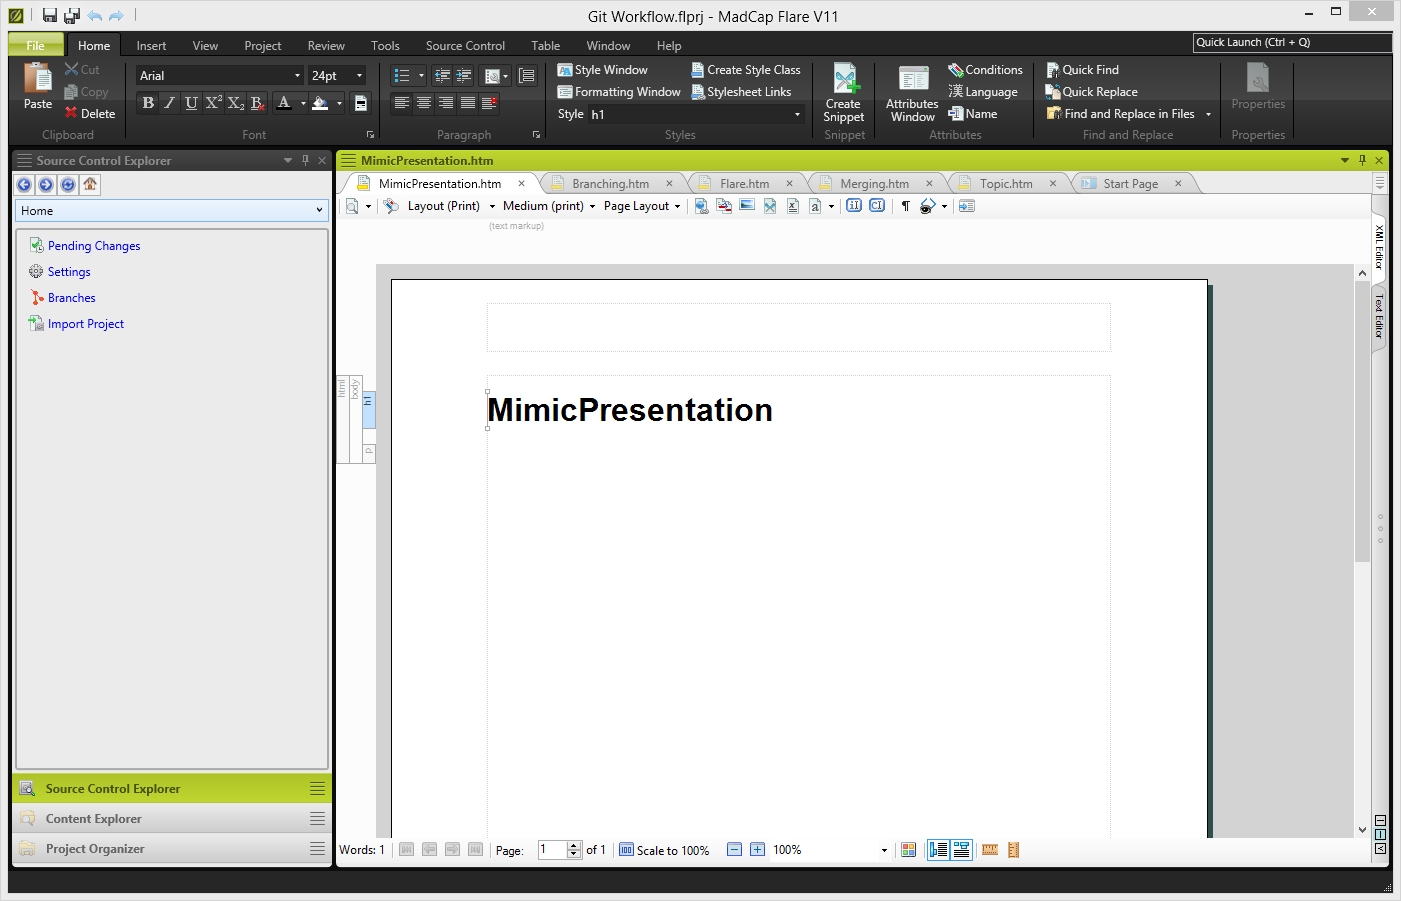 Git Workflow.flprj - MadCap Flare V11
File Home Insert View Project Review Tools Source Control Table Window Help
Quick Launch (Ctrl + Q)
Paste
Cut
Copy
Delete
Clipboard
Arial 24pt
B I U X² X₂ B
A
Font
Paragraph
Style Window
Formatting Window
Style h1
Create Style Class
Stylesheet Links
Styles
Create Snippet
Snippet
Attributes Window
Conditions
Language
Name
Attributes
Quick Find
Quick Replace
Find and Replace in Files
Find and Replace
Properties
Properties
Source Control Explorer
Home
Pending Changes
Settings
Branches
Import Project
Source Control Explorer
Content Explorer
Project Organizer
MimicPresentation.htm
MimicPresentation.htm Branching.htm Flare.htm Merging.htm Topic.htm Start Page
Layout (Print) Medium (print) Page Layout
(text markup)
html
body
h1
p
MimicPresentation
XML Editor
Text Editor
Words: 1 Page: 1 of 1 Scale to 100% 100%